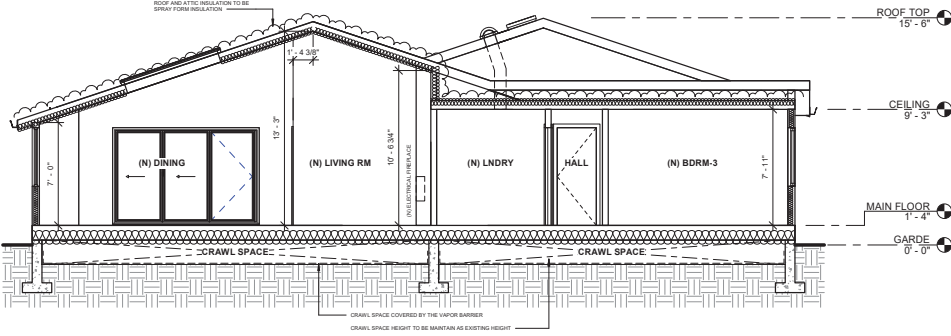 ROOF AND ATTIC INSULATION TO BE
SPRAY FORM INSULATION
ROOF TOP
15' - 6"
1' - 4 3/8"
CEILING
9' - 3"
13' - 3"
10' - 6 3/4"
7' - 0"
(N) DINING
(N) LIVING RM
(N) ELECTRICAL FIREPLACE
(N) LNDRY
HALL
(N) BDRM-3
7' - 11"
MAIN FLOOR
1' - 4"
GARDE
0' - 0"
CRAWL SPACE
CRAWL SPACE
CRAWL SPACE COVERED BY THE VAPOR BARRIER
CRAWL SPACE HEIGHT TO BE MAINTAIN AS EXISTING HEIGHT